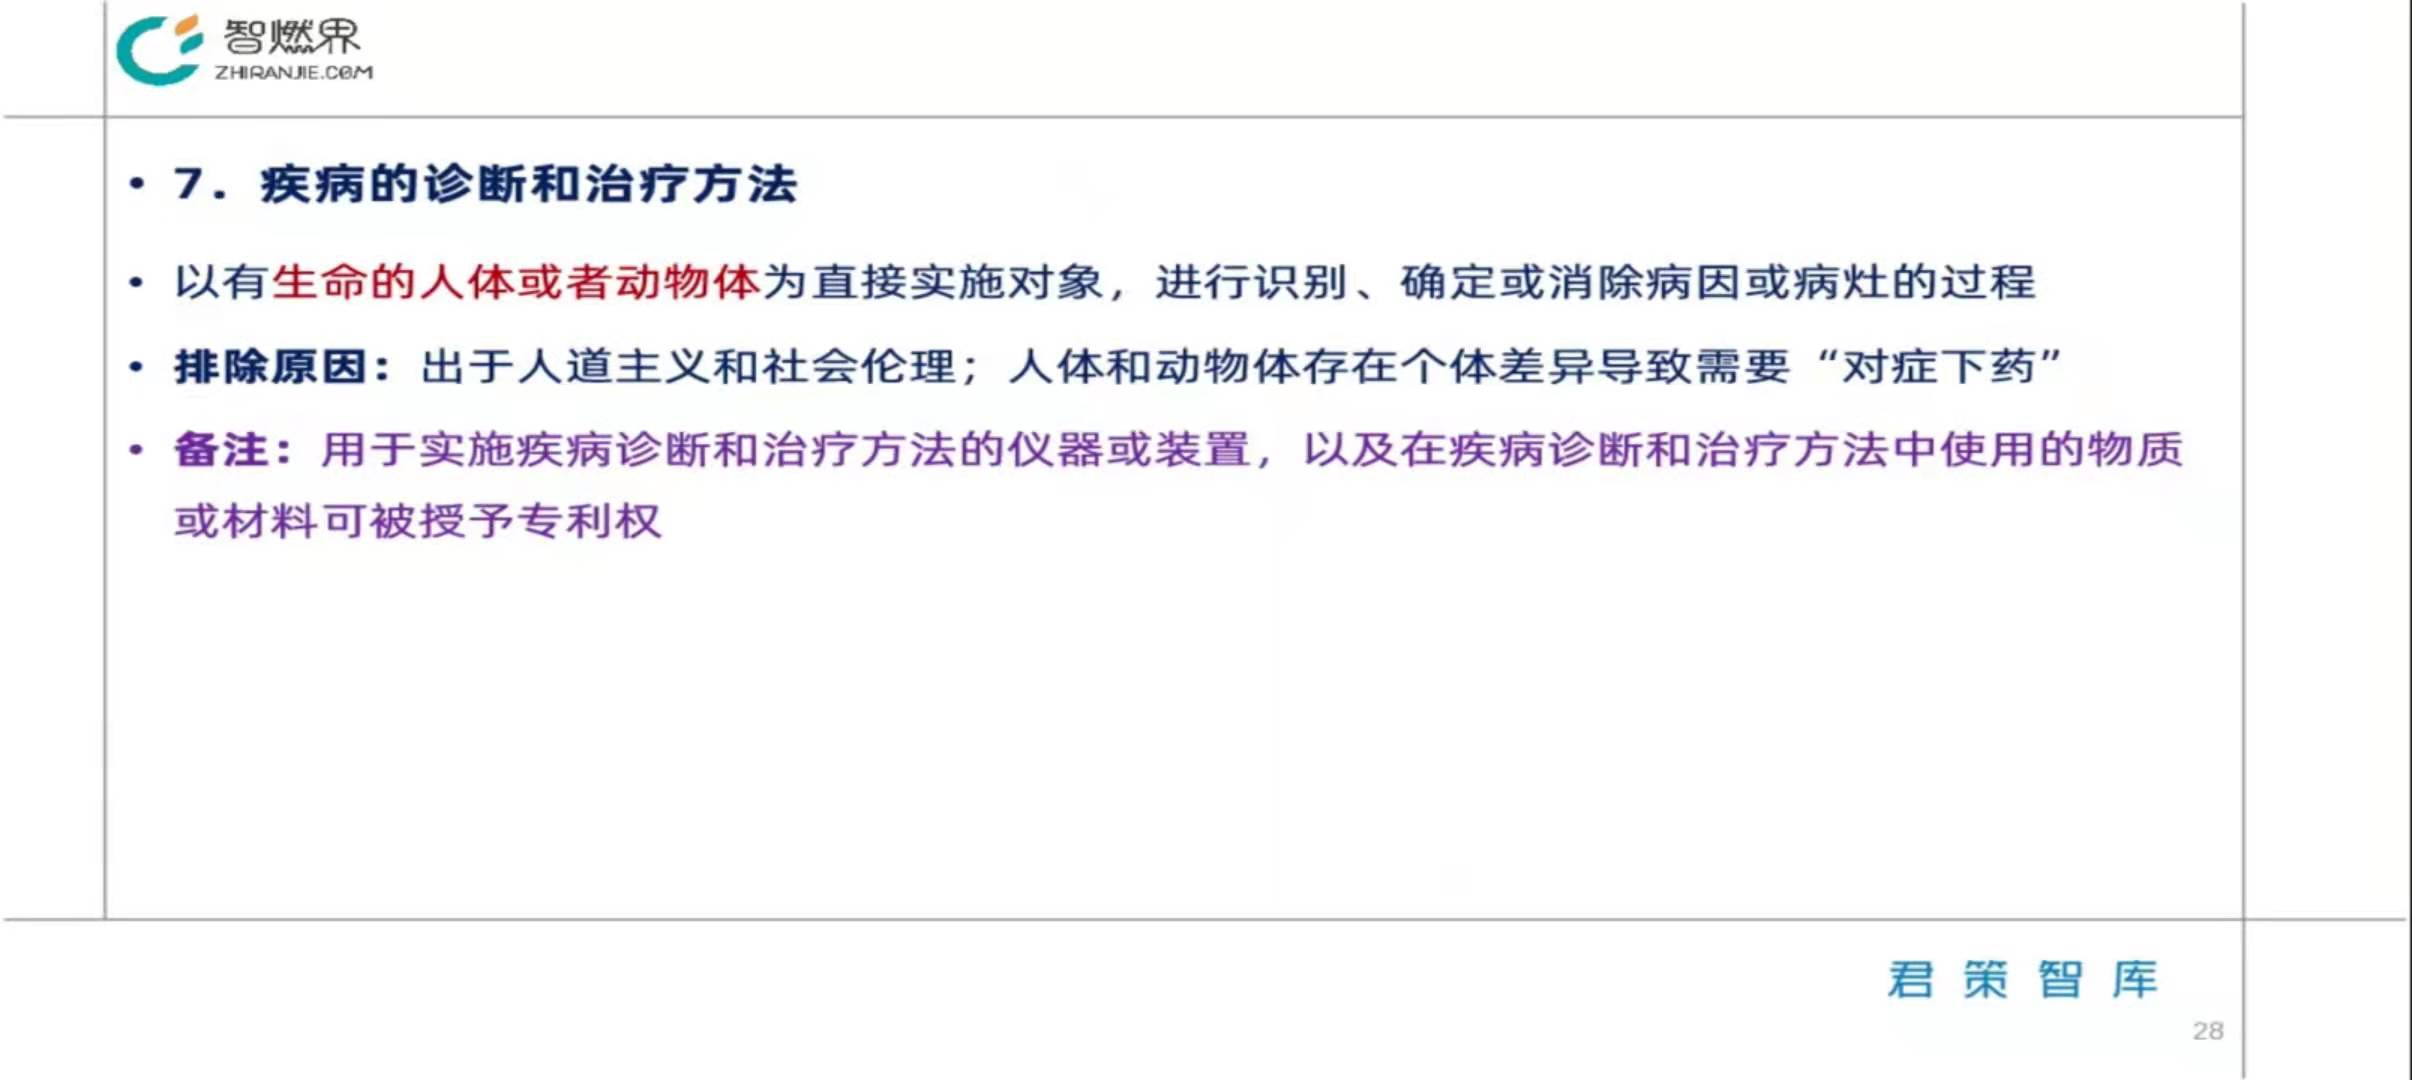 智燃界
ZHIRANJIE.COM
• 7. 疾病的诊断和治疗方法
• 以有生命的人体或者动物体为直接实施对象，进行识别、确定或消除病因或病灶的过程
• 排除原因：出于人道主义和社会伦理；人体和动物体存在个体差异导致需要“对症下药”
• 备注：用于实施疾病诊断和治疗方法的仪器或装置，以及在疾病诊断和治疗方法中使用的物质
或材料可被授予专利权
君策智库
28